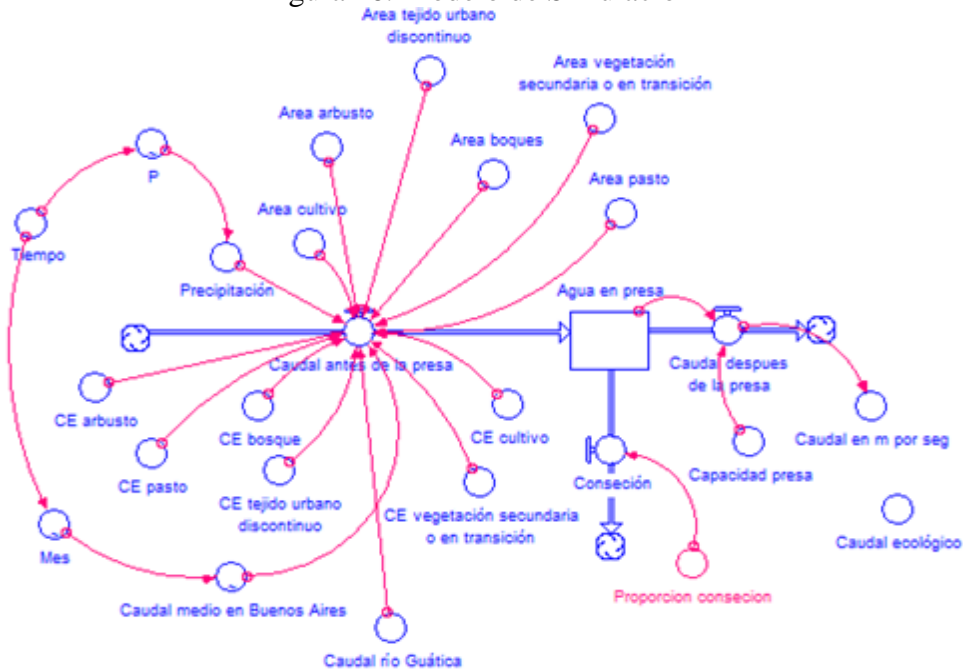 Area tejido urbano
discontinuo
Area vegetación
secundaria o en transición
Area arbusto
Area boques
P
Area pasto
Area cultivo
Tiempo
Precipitación
Agua en presa
Caudal antes de la presa
Caudal despues
de la presa
CE arbusto
CE bosque
CE cultivo
Caudal en m por seg
CE pasto
Capacidad presa
Conseción
CE tejido urbano
discontinuo
CE vegetación secundaria
o en transición
Caudal ecológico
Mes
Proporcion consecion
Caudal medio en Buenos Aires
Caudal río Guática